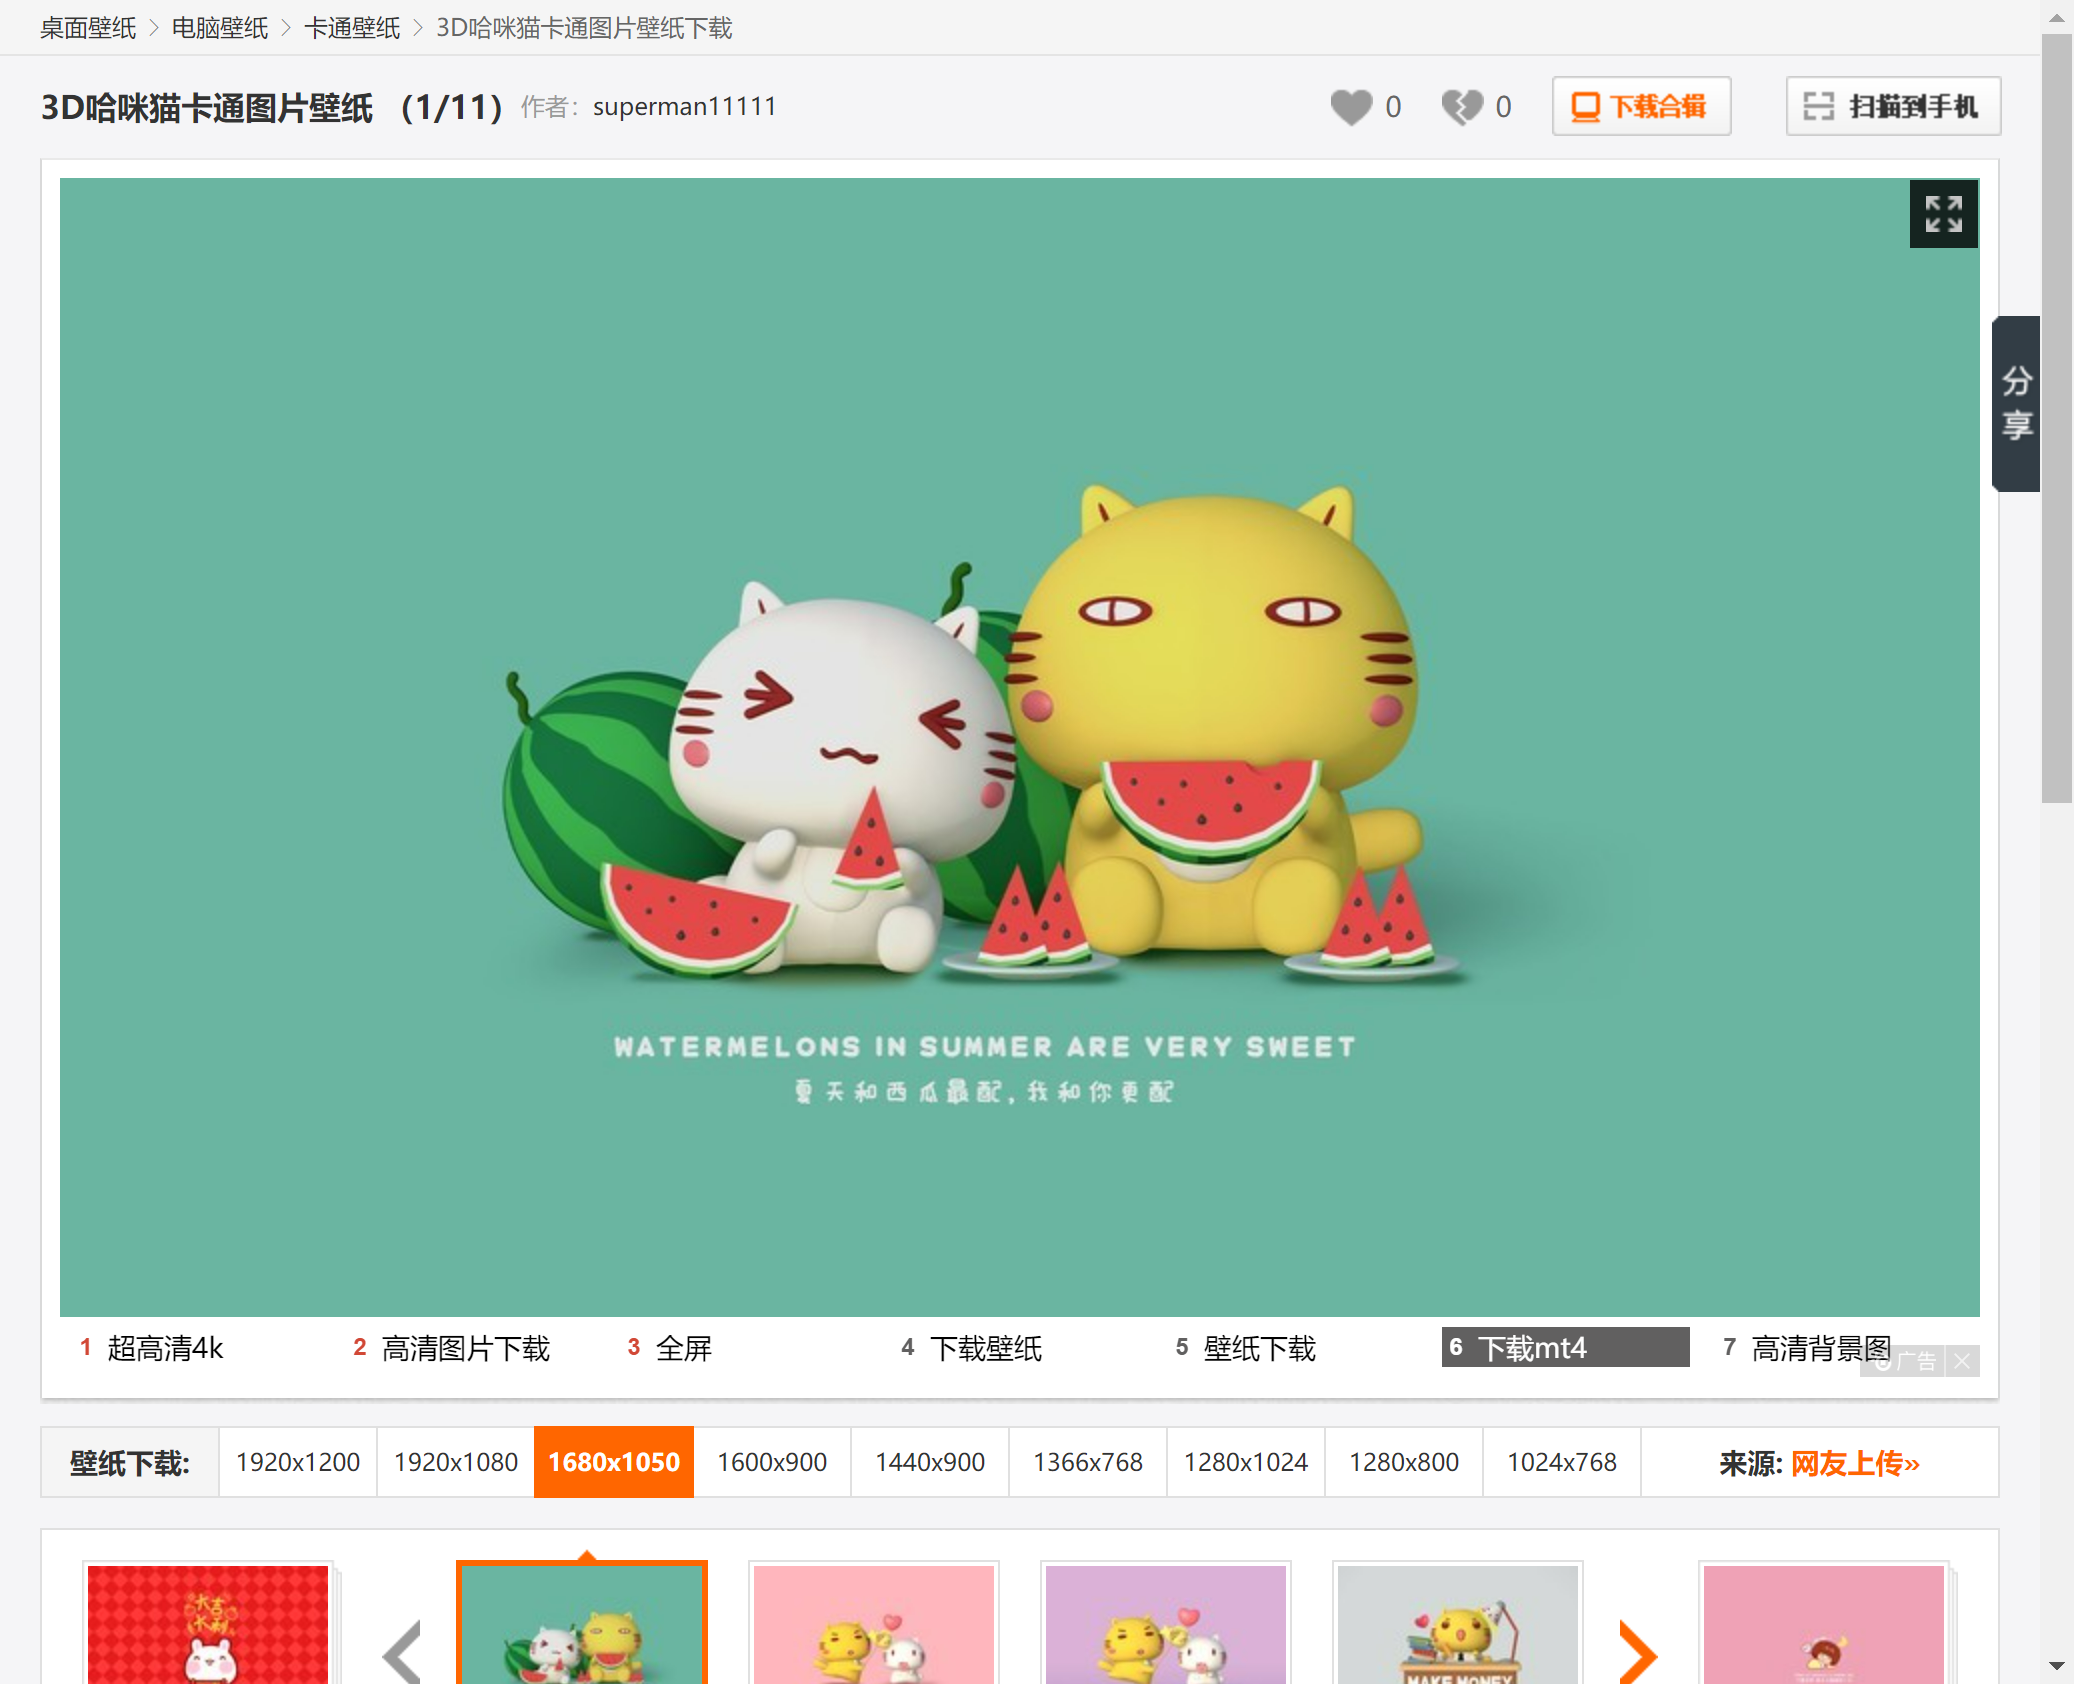 桌面壁纸 > 电脑壁纸 > 卡通壁纸 > 3D哈咪猫卡通图片壁纸下载
3D哈咪猫卡通图片壁纸 （1/11） 作者： superman11111
0 0 下载合辑 扫描到手机
分享
WATERMELONS IN SUMMER ARE VERY SWEET
夏天和西瓜最配，我和你更配
1 超高清4k 2 高清图片下载 3 全屏 4 下载壁纸 5 壁纸下载 6 下载mt4 7 高清背景图
广告
壁纸下载: 1920x1200 1920x1080 1680x1050 1600x900 1440x900 1366x768 1280x1024 1280x800 1024x768 来源: 网友上传»
大吉
大利
MAKE MONEY